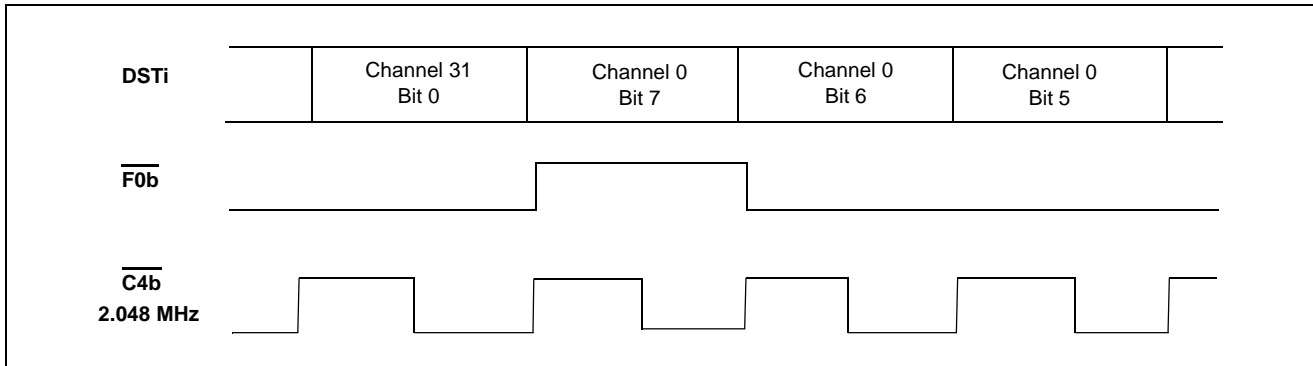 DSTi
Channel 31
Bit 0
Channel 0
Bit 7
Channel 0
Bit 6
Channel 0
Bit 5
F0b
C4b
2.048 MHz